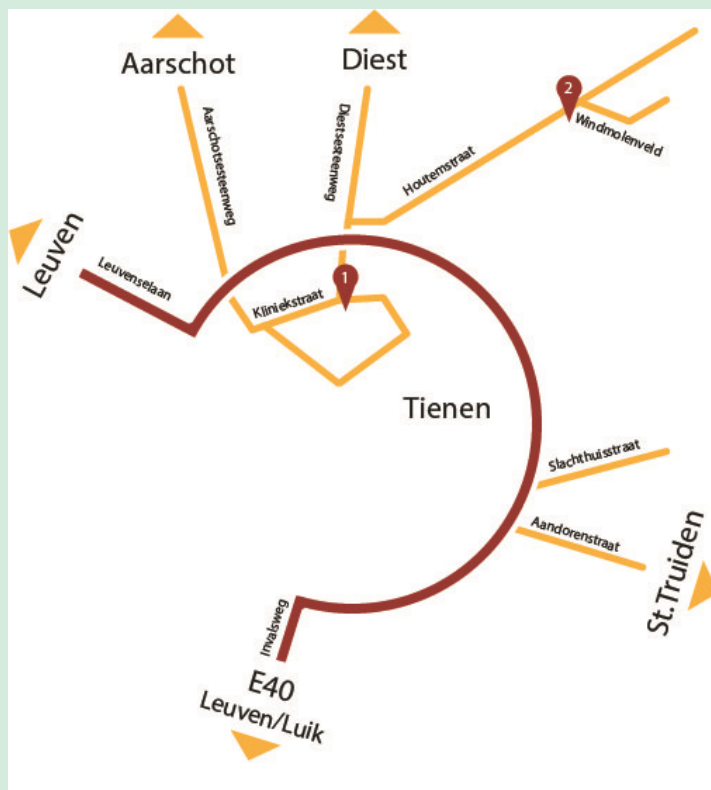 Aarschot
Diest
2
Windmolenveld
Aarschotsesteenweg
Diestsesteenweg
Houtemstraat
Leuven
Leuvenselaan
1
Kliniekstraat
Tienen
Slachthuisstraat
Aandorenstraat
St.Truiden
Invalsweg
E40
Leuven/Luik